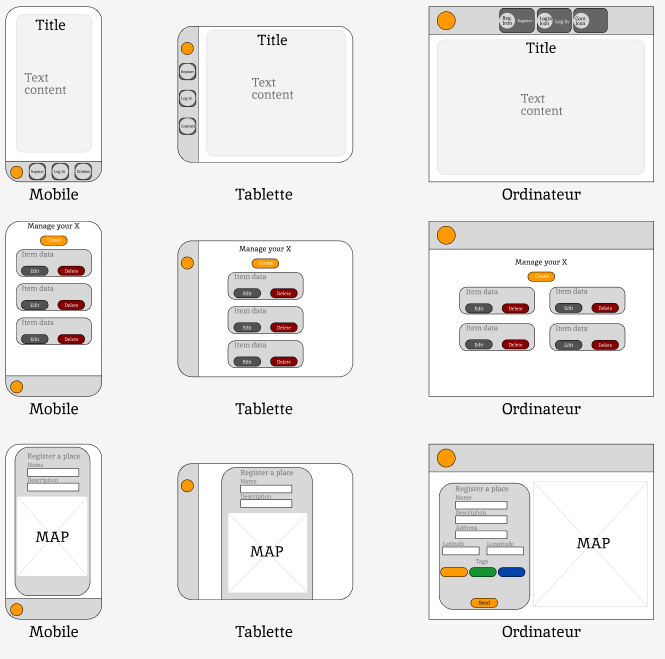 Title
Text
content
Register
Log in
Contact
Mobile
Title
Text
content
Register
Log in
Contact
Tablette
Reg.
Icon
Register
Login
Icon
Log in
Cont.
Icon
Title
Text
content
Ordinateur
Manage your X
Create
Item data
Edit
Delete
Item data
Edit
Delete
Item data
Edit
Delete
Mobile
Manage your X
Create
Item data
Edit
Delete
Item data
Edit
Delete
Item data
Edit
Delete
Tablette
Manage your X
Create
Item data
Edit
Delete
Item data
Edit
Delete
Item data
Edit
Delete
Item data
Edit
Delete
Ordinateur
Register a place
Name
Description
MAP
Mobile
Register a place
Name
Description
MAP
Tablette
Register a place
Name
Description
Address
Latitude
Longitude
Tags
Send
MAP
Ordinateur